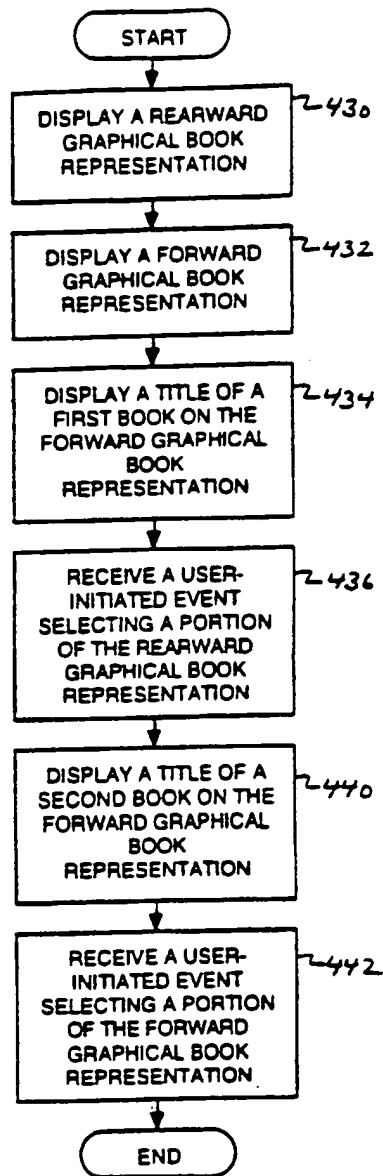 START
DISPLAY A REARWARD
GRAPHICAL BOOK
REPRESENTATION
430
DISPLAY A FORWARD
GRAPHICAL BOOK
REPRESENTATION
432
DISPLAY A TITLE OF A
FIRST BOOK ON THE
FORWARD GRAPHICAL
BOOK
REPRESENTATION
434
RECEIVE A USER-
INITIATED EVENT
SELECTING A PORTION
OF THE REARWARD
GRAPHICAL BOOK
REPRESENTATION
436
DISPLAY A TITLE OF A
SECOND BOOK ON THE
FORWARD GRAPHICAL
BOOK
REPRESENTATION
440
RECEIVE A USER-
INITIATED EVENT
SELECTING A PORTION
OF THE FORWARD
GRAPHICAL BOOK
REPRESENTATION
442
END